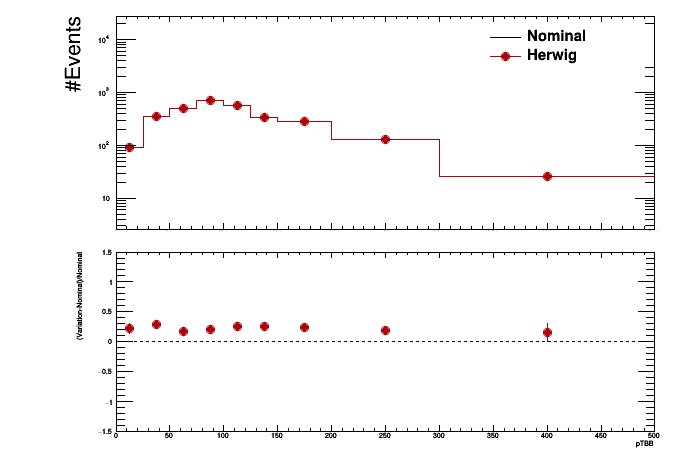 #Events
Nominal
Herwig
10⁴
10³
10²
10
(Variation-Nominal)/Nominal
1.5
1
0.5
0
−0.5
−1
−1.5
0 50 100 150 200 250 300 350 400 450 500
pTBB